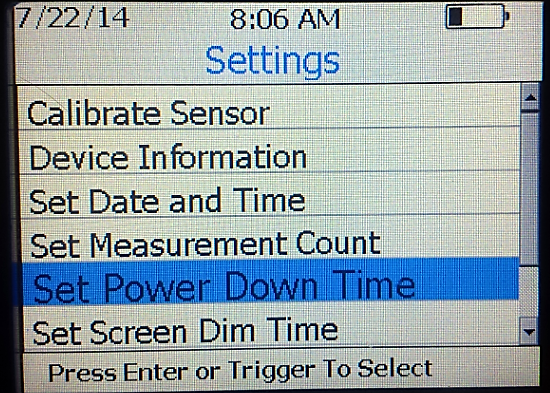 7/22/14 8:06 AM
Settings
Calibrate Sensor
Device Information
Set Date and Time
Set Measurement Count
Set Power Down Time
Set Screen Dim Time
Press Enter or Trigger To Select